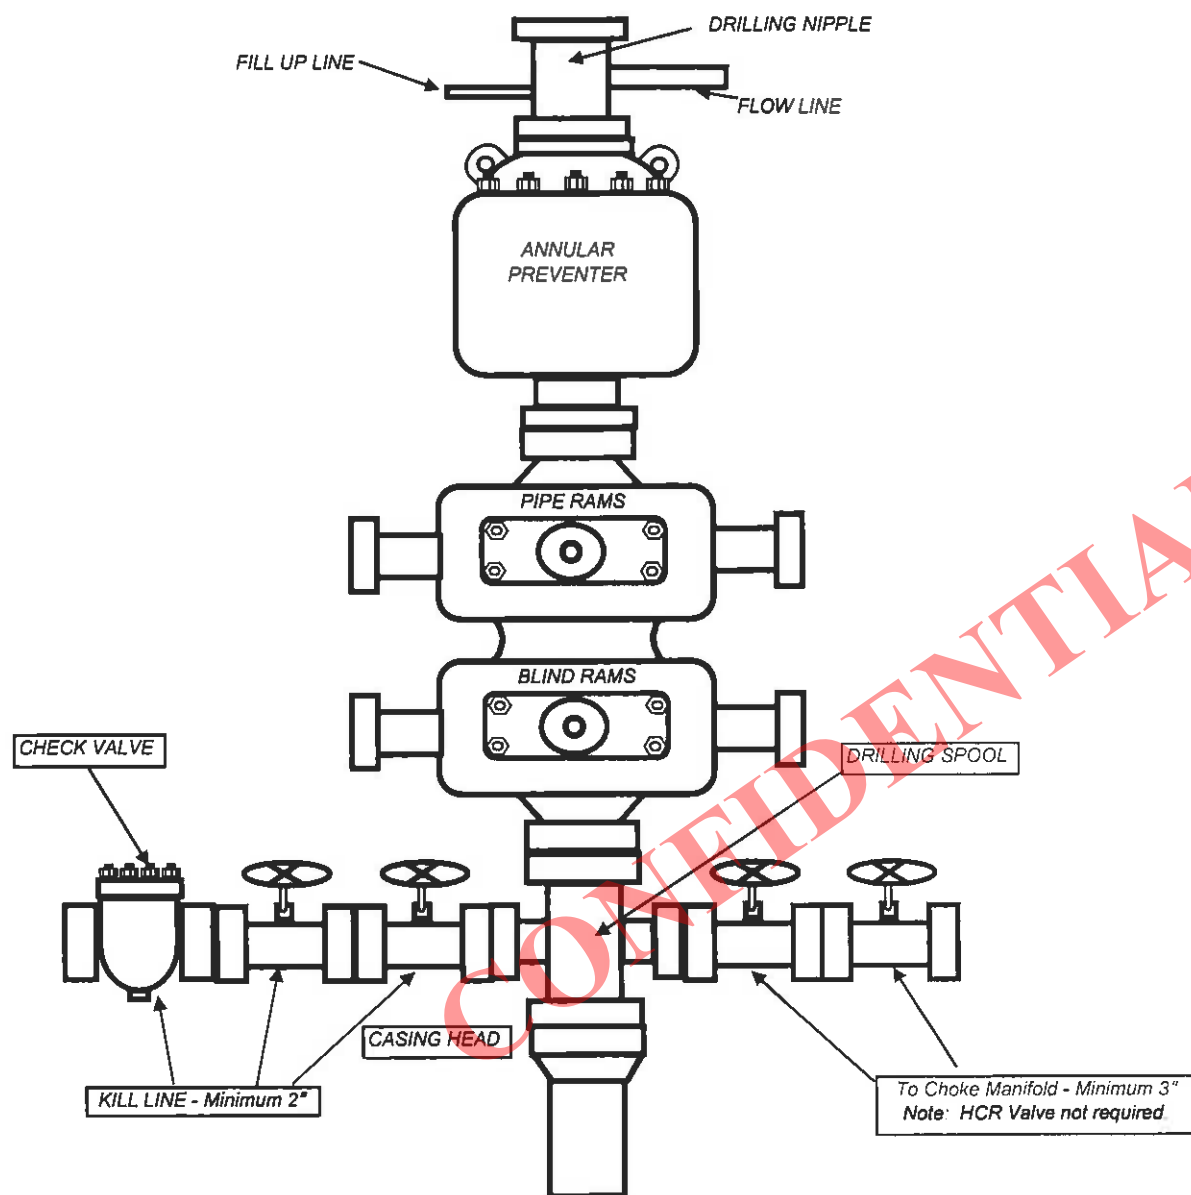 DRILLING NIPPLE
FILL UP LINE
FLOW LINE
ANNULAR
PREVENTER
PIPE RAMS
BLIND RAMS
CHECK VALVE
DRILLING SPOOL
CASING HEAD
KILL LINE - Minimum 2"
To Choke Manifold - Minimum 3"
Note: HCR Valve not required
CONFIDENTIA